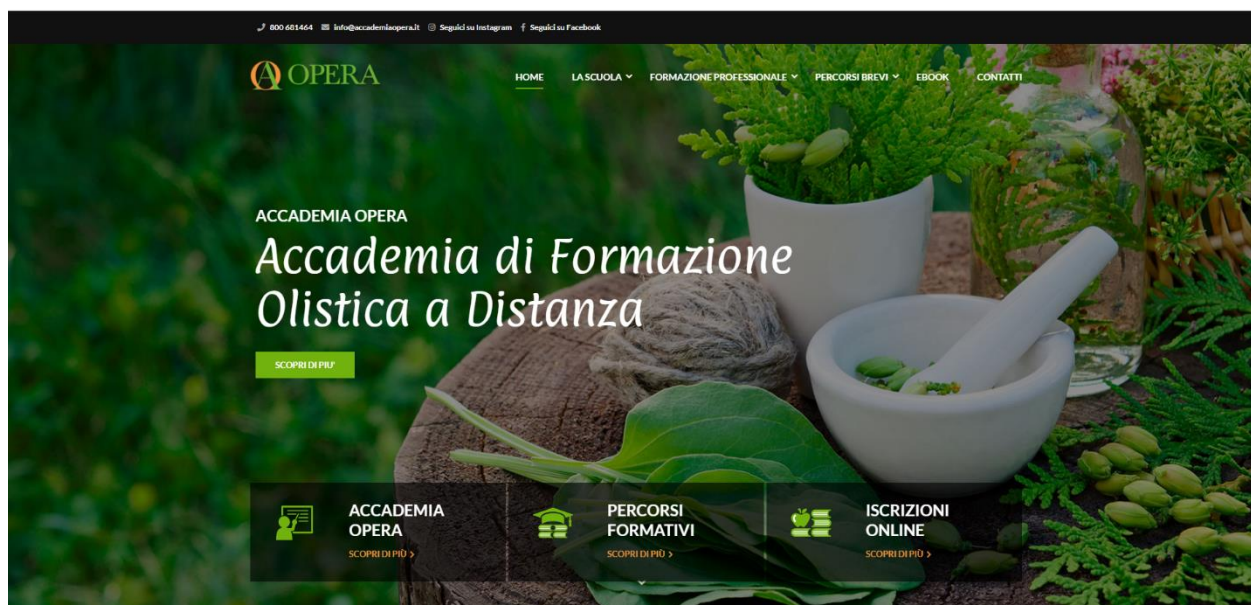 800 681464 info@accademiaopera.it Seguici su Instagram Seguici su Facebook
OPERA
HOME LA SCUOLA FORMAZIONE PROFESSIONALE PERCORSI BREVI EBOOK CONTATTI
ACCADEMIA OPERA
Accademia di Formazione
Olistica a Distanza
SCOPRI DI PIU'
ACCADEMIA
OPERA
SCOPRI DI PIÙ >
PERCORSI
FORMATIVI
SCOPRI DI PIÙ >
ISCRIZIONI
ONLINE
SCOPRI DI PIÙ >